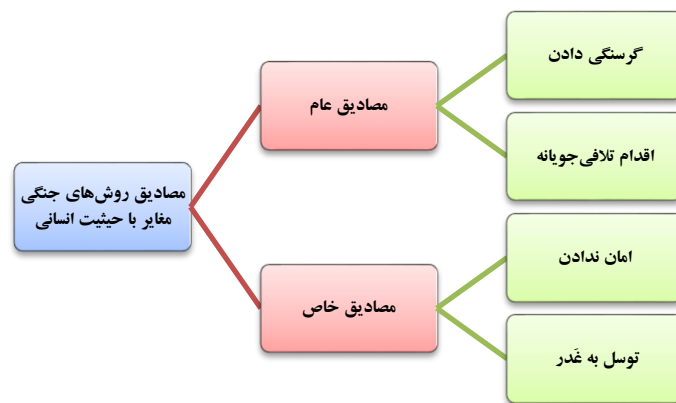 مصادیق روش‌های جنگی
مغایر با حیثیت انسانی
مصادیق عام
گرسنگی دادن
اقدام تلافی‌جویانه
مصادیق خاص
امان ندادن
توسل به غَدر